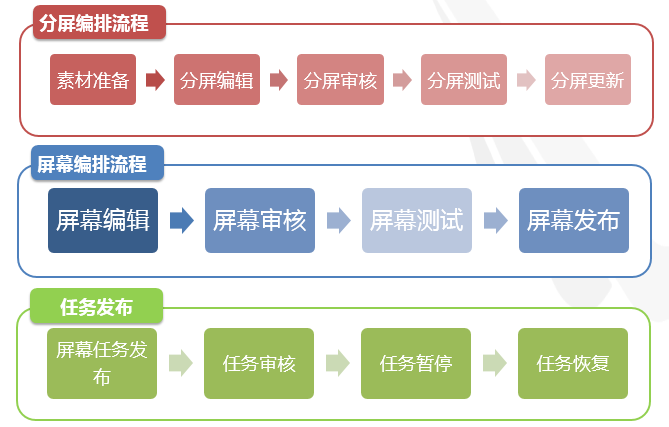 分屏编排流程
素材准备
分屏编辑
分屏审核
分屏测试
分屏更新
屏幕编排流程
屏幕编辑
屏幕审核
屏幕测试
屏幕发布
任务发布
屏幕任务发
布
任务审核
任务暂停
任务恢复